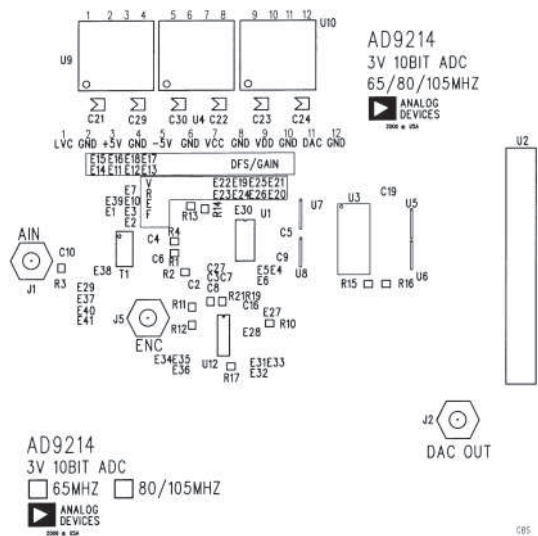 1 2 3 4 5 6 7 8 9 10 11 12
U9
U10
C21 C29 C30 U4 C22 C23 C24
AD9214
3V 10BIT ADC
65/80/105MHZ
ANALOG
DEVICES
2000 @ USA
1 2 3 4 5 6 7 8 9 10 11 12
LVC GND +5V GND -5V GND VCC GND VDD GND DAC GND
E15 E16 E18 E17
E14 E11 E12 E13
DFS/GAIN
VREF
E22 E19 E25 E21
E23 E24 E26 E20
E7
E39 E10
E1 E3
E2
R13 R14
E30 U1
U7
U3
C19
U5
U2
AIN
J1
C10
R3
E38
T1
C4 R4
C6 R1
R2
C2
C27
C3 C7
C8
C5
C9
U8
E5 E4
E6
U6
R15 R16
E29
E37
E40
E41
J5
ENC
R11
R12
R21 R19
C16
E27
R10
E28
U12
E34 E35
E36
R17
E31 E33
E32
J2
DAC OUT
AD9214
3V 10BIT ADC
65MHZ 80/105MHZ
ANALOG
DEVICES
2000 @ USA
CBS